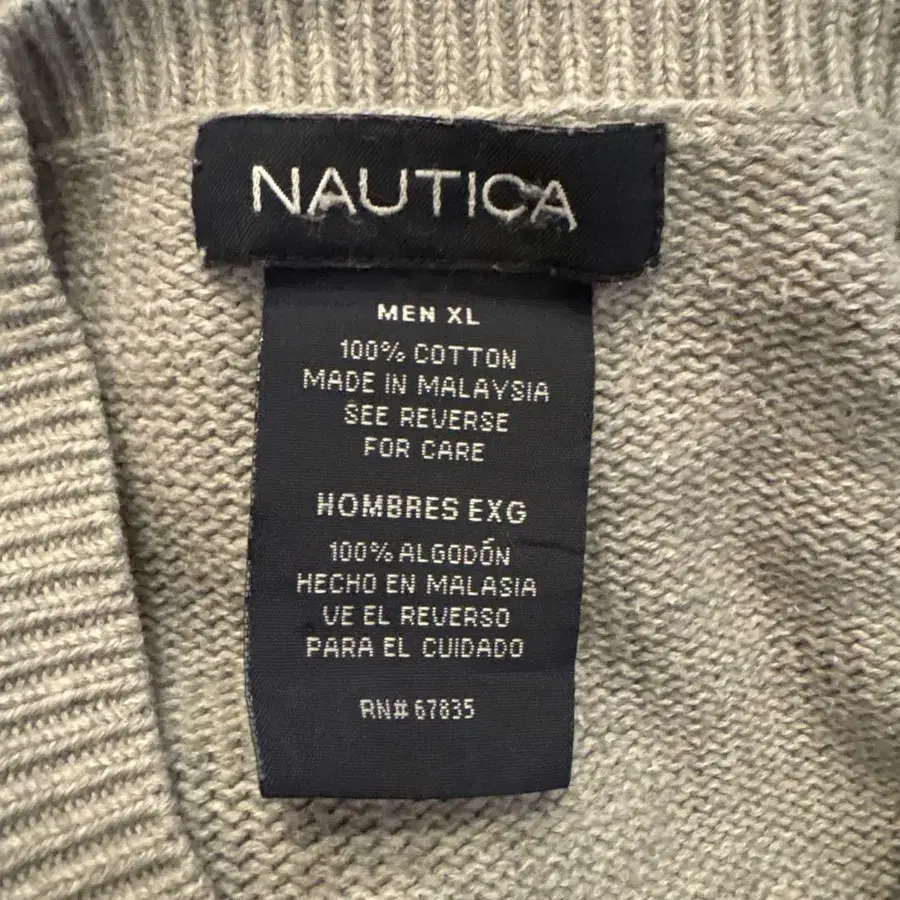 NAUTICA
MEN XL
100% COTTON
MADE IN MALAYSIA
SEE REVERSE
FOR CARE
HOMBRES EXG
100% ALGODÓN
HECHO EN MALASIA
VE EL REVERSO
PARA EL CUIDADO
RN# 67835